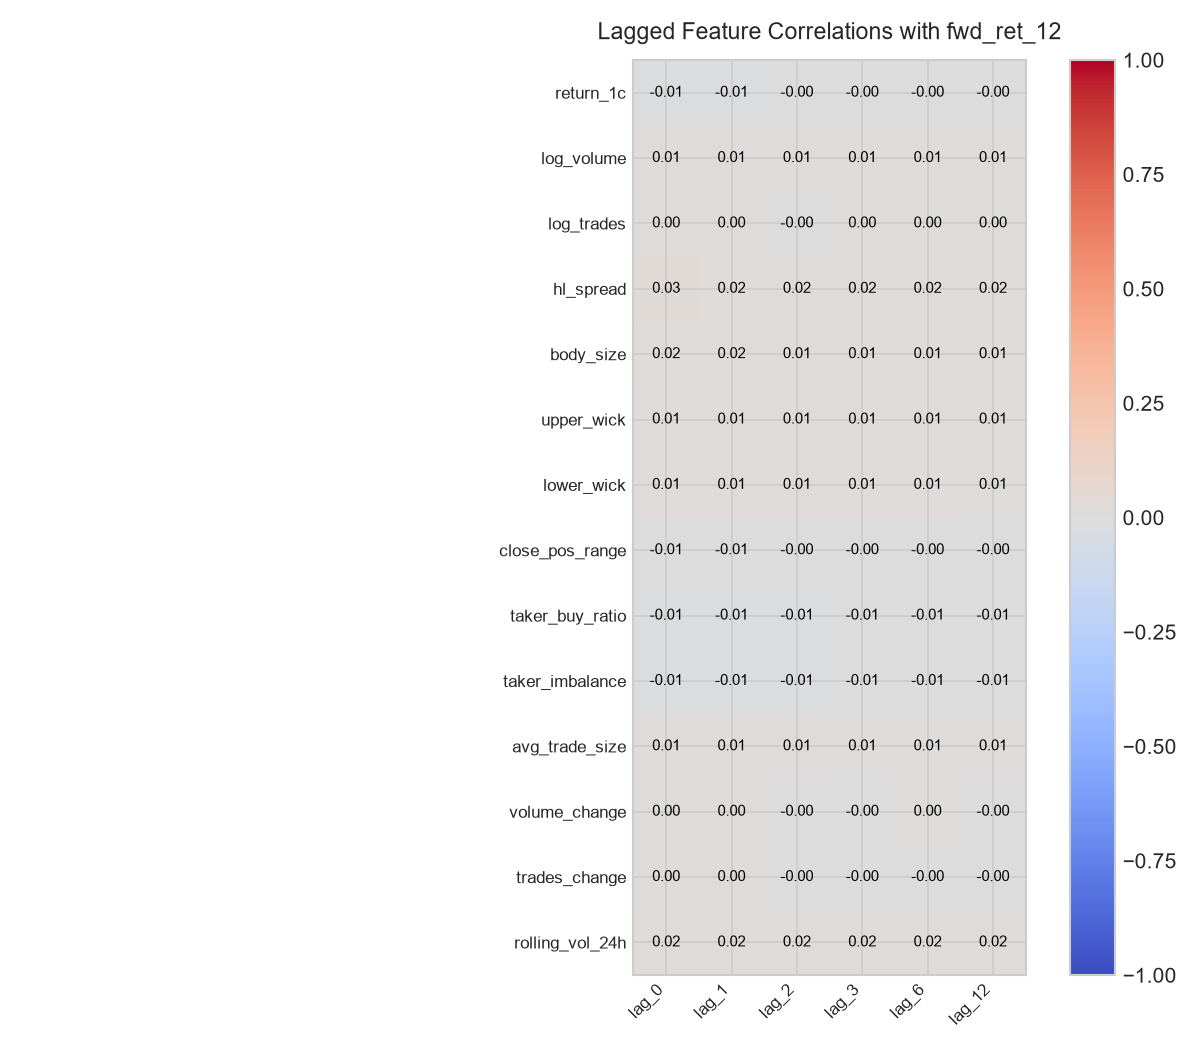 Lagged Feature Correlations with fwd_ret_12
return_1c -0.01 -0.01 -0.00 -0.00 -0.00 -0.00
log_volume 0.01 0.01 0.01 0.01 0.01 0.01
log_trades 0.00 0.00 -0.00 0.00 0.00 0.00
hl_spread 0.03 0.02 0.02 0.02 0.02 0.02
body_size 0.02 0.02 0.01 0.01 0.01 0.01
upper_wick 0.01 0.01 0.01 0.01 0.01 0.01
lower_wick 0.01 0.01 0.01 0.01 0.01 0.01
close_pos_range -0.01 -0.01 -0.00 -0.00 -0.00 -0.00
taker_buy_ratio -0.01 -0.01 -0.01 -0.01 -0.01 -0.01
taker_imbalance -0.01 -0.01 -0.01 -0.01 -0.01 -0.01
avg_trade_size 0.01 0.01 0.01 0.01 0.01 0.01
volume_change 0.00 0.00 -0.00 -0.00 0.00 -0.00
trades_change 0.00 0.00 -0.00 -0.00 -0.00 -0.00
rolling_vol_24h 0.02 0.02 0.02 0.02 0.02 0.02
lag_0 lag_1 lag_2 lag_3 lag_6 lag_12
1.00
0.75
0.50
0.25
0.00
−0.25
−0.50
−0.75
−1.00